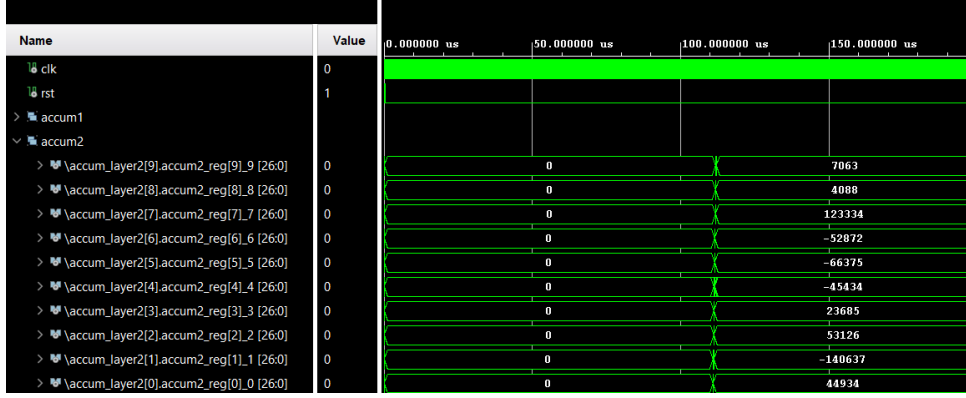 Name Value 0.000000 us 50.000000 us 100.000000 us 150.000000 us
clk 0
rst 1
accum1
accum2
\accum_layer2[9].accum2_reg[9]_9 [26:0] 0 0 7063
\accum_layer2[8].accum2_reg[8]_8 [26:0] 0 0 4088
\accum_layer2[7].accum2_reg[7]_7 [26:0] 0 0 123334
\accum_layer2[6].accum2_reg[6]_6 [26:0] 0 0 -52872
\accum_layer2[5].accum2_reg[5]_5 [26:0] 0 0 -66375
\accum_layer2[4].accum2_reg[4]_4 [26:0] 0 0 -45434
\accum_layer2[3].accum2_reg[3]_3 [26:0] 0 0 23685
\accum_layer2[2].accum2_reg[2]_2 [26:0] 0 0 53126
\accum_layer2[1].accum2_reg[1]_1 [26:0] 0 0 -140637
\accum_layer2[0].accum2_reg[0]_0 [26:0] 0 0 44934